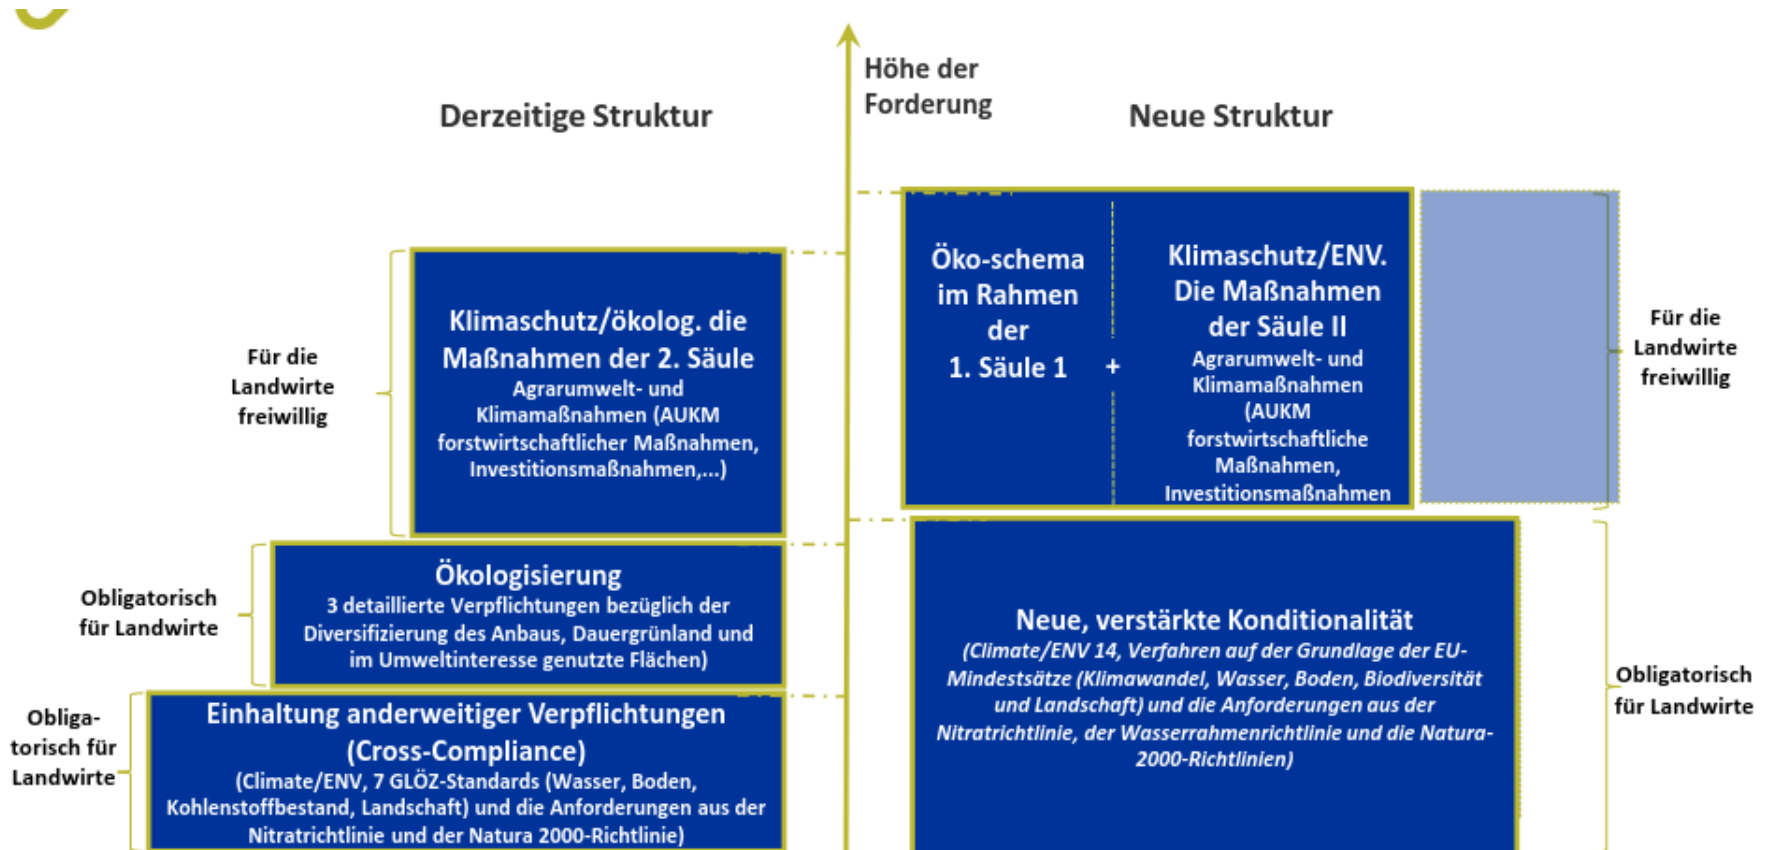 Höhe der
Forderung
Derzeitige Struktur
Neue Struktur
Klimaschutz/ökolog. die
Maßnahmen der 2. Säule
Agrarumwelt- und
Klimamaßnahmen (AUKM
forstwirtschaftlicher Maßnahmen,
Investitionsmaßnahmen,...)
Für die
Landwirte
freiwillig
Ökologisierung
3 detaillierte Verpflichtungen bezüglich der
Diversifizierung des Anbaus, Dauergrünland und
im Umweltinteresse genutzte Flächen)
Obligatorisch
für Landwirte
Einhaltung anderweitiger Verpflichtungen
(Cross-Compliance)
(Climate/ENV, 7 GLÖZ-Standards (Wasser, Boden,
Kohlenstoffbestand, Landschaft) und die Anforderungen aus der
Nitratrichtlinie und der Natura 2000-Richtlinie)
Obliga-
torisch für
Landwirte
Öko-schema
im Rahmen
der
1. Säule 1
+
Klimaschutz/ENV.
Die Maßnahmen
der Säule II
Agrarumwelt- und
Klimamaßnahmen
(AUKM
forstwirtschaftliche
Maßnahmen,
Investitionsmaßnahmen
Für die
Landwirte
freiwillig
Neue, verstärkte Konditionalität
(Climate/ENV 14, Verfahren auf der Grundlage der EU-
Mindestsätze (Klimawandel, Wasser, Boden, Biodiversität
und Landschaft) und die Anforderungen aus der
Nitratrichtlinie, der Wasserrahmenrichtlinie und die Natura-
2000-Richtlinien)
Obligatorisch
für Landwirte